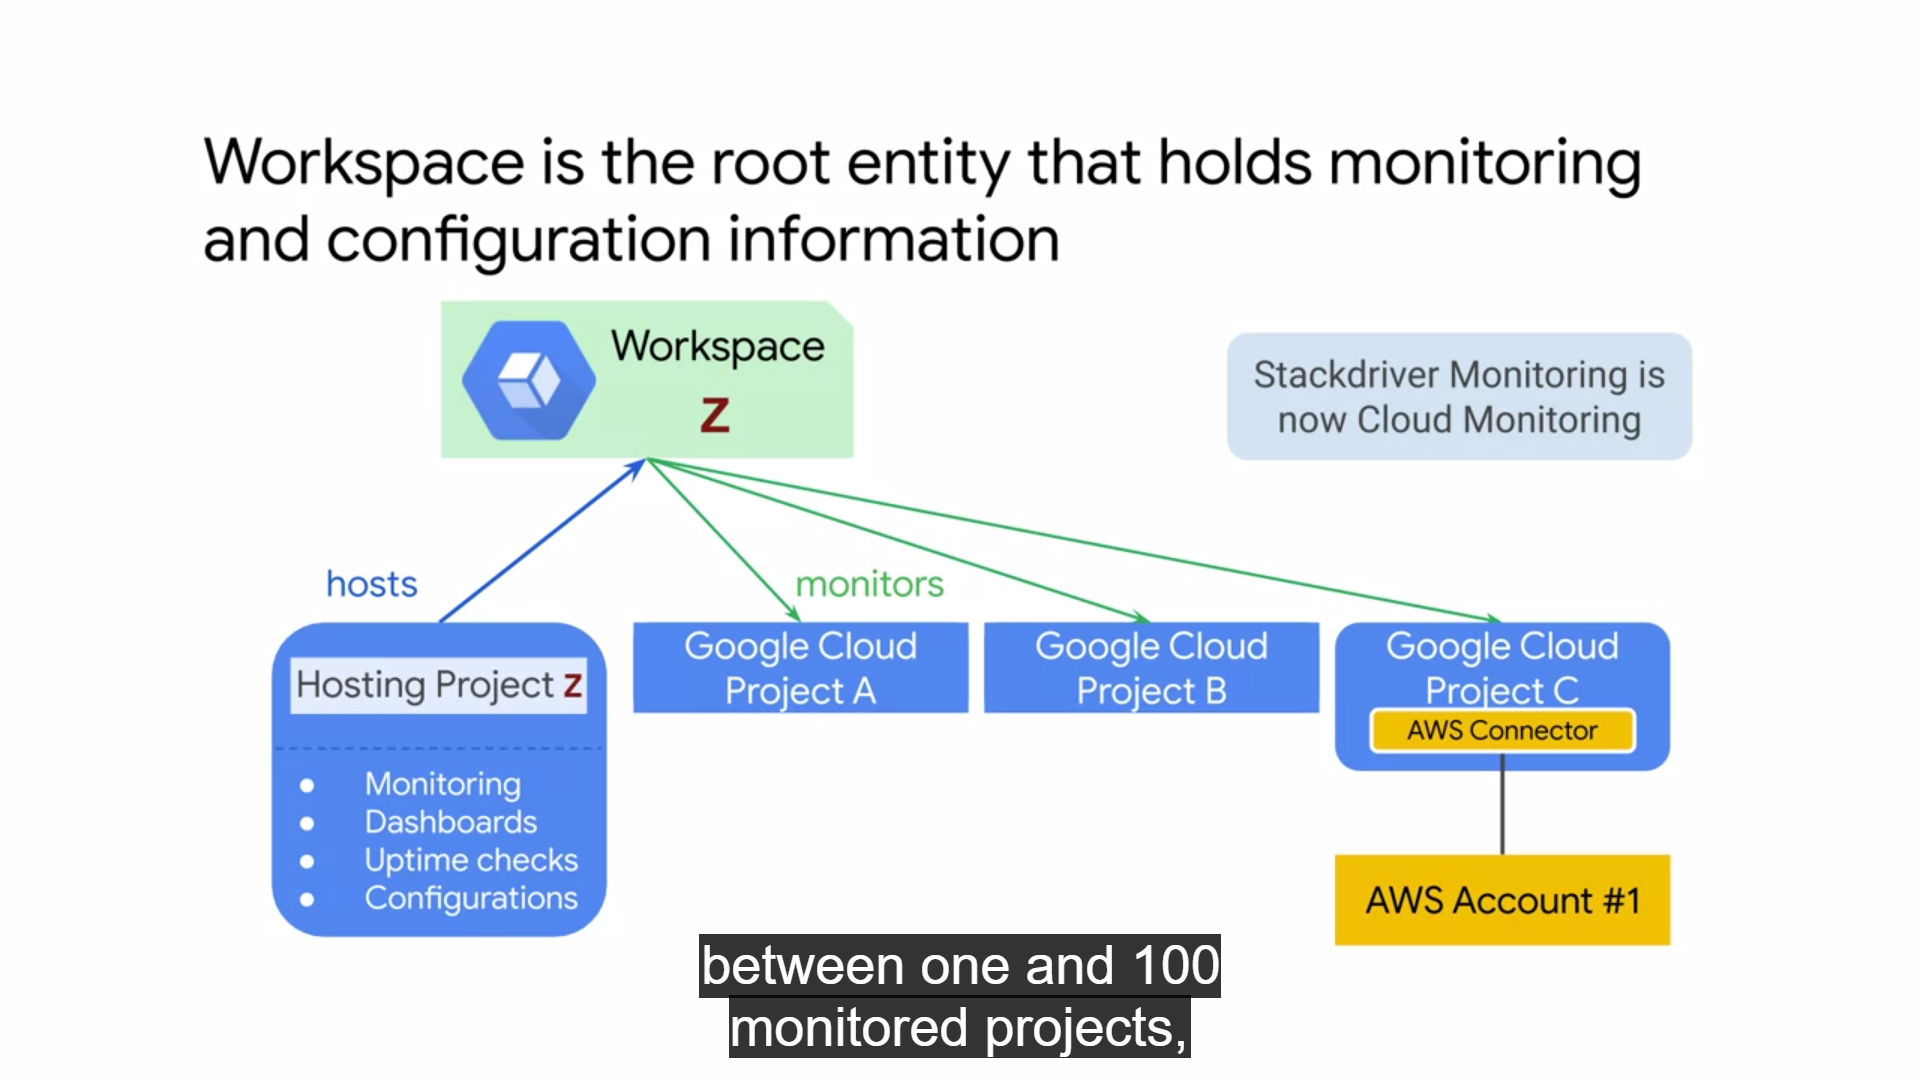 Workspace is the root entity that holds monitoring
and configuration information
Workspace
Z
Stackdriver Monitoring is
now Cloud Monitoring
hosts
monitors
Hosting Project Z
• Monitoring
• Dashboards
• Uptime checks
• Configurations
Google Cloud
Project A
Google Cloud
Project B
Google Cloud
Project C
AWS Connector
AWS Account #1
between one and 100
monitored projects,